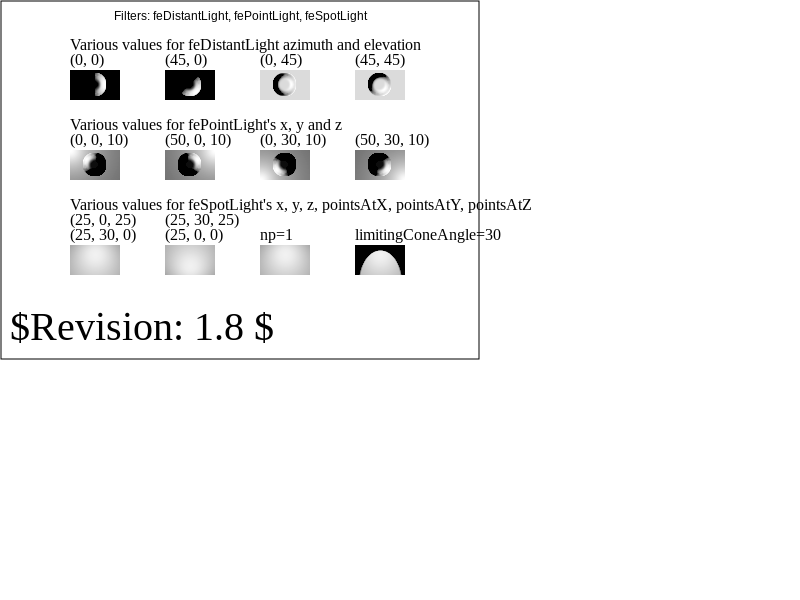 Filters: feDistantLight, fePointLight, feSpotLight
Various values for feDistantLight azimuth and elevation
(0, 0) (45, 0) (0, 45) (45, 45)
Various values for fePointLight's x, y and z
(0, 0, 10) (50, 0, 10) (0, 30, 10) (50, 30, 10)
Various values for feSpotLight's x, y, z, pointsAtX, pointsAtY, pointsAtZ
(25, 0, 25) (25, 30, 25)
(25, 30, 0) (25, 0, 0) np=1 limitingConeAngle=30
$Revision: 1.8 $